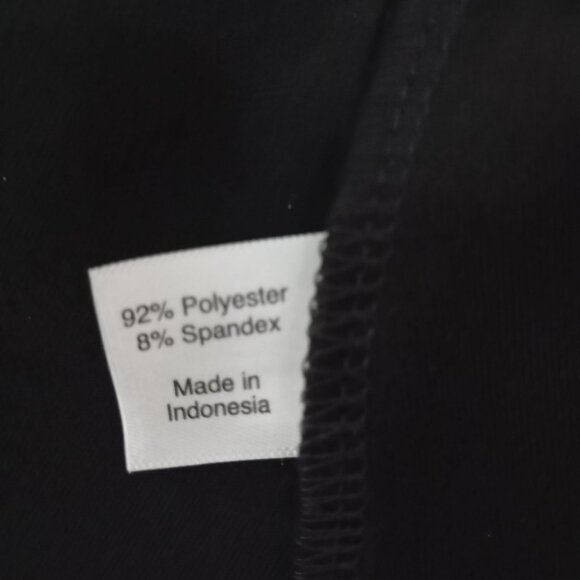 92% Polyester
8% Spandex
Made in
Indonesia